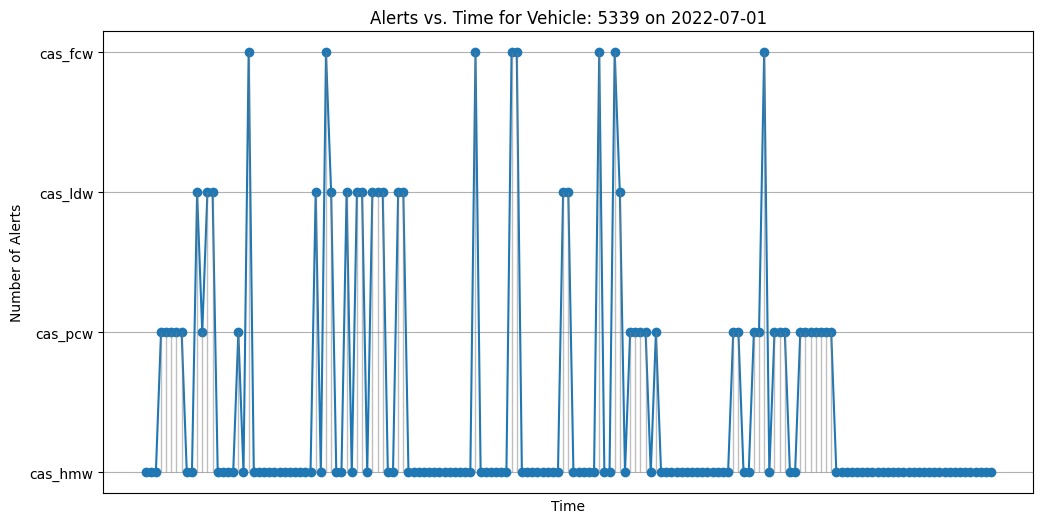 Alerts vs. Time for Vehicle: 5339 on 2022-07-01
cas_fcw
cas_ldw
cas_pcw
cas_hmw
Number of Alerts
Time